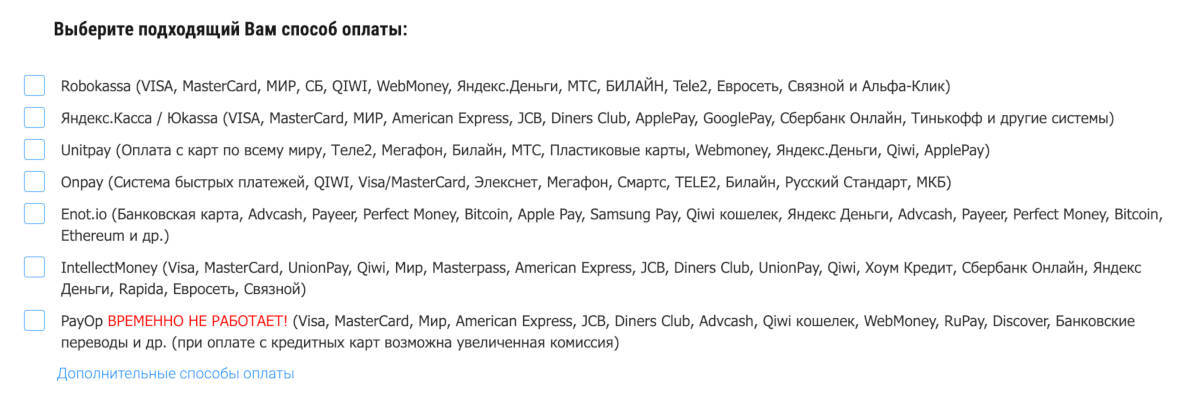 Выберите подходящий Вам способ оплаты:
Robokassa (VISA, MasterCard, МИР, СБ, QIWI, WebMoney, Яндекс.Деньги, МТС, БИЛАЙН, Tele2, Евросеть, Связной и Альфа-Клик)
Яндекс.Касса / Юkassa (VISA, MasterCard, МИР, American Express, JCB, Diners Club, ApplePay, GooglePay, Сбербанк Онлайн, Тинькофф и другие системы)
Unitpay (Оплата с карт по всему миру, Теле2, Мегафон, Билайн, МТС, Пластиковые карты, Webmoney, Яндекс.Деньги, Qiwi, ApplePay)
Onpay (Система быстрых платежей, QIWI, Visa/MasterCard, Элекснет, Мегафон, Смартс, TELE2, Билайн, Русский Стандарт, МКБ)
Enot.io (Банковская карта, Advcash, Payeer, Perfect Money, Bitcoin, Apple Pay, Samsung Pay, Qiwi кошелек, Яндекс Деньги, Advcash, Payeer, Perfect Money, Bitcoin,
Ethereum и др.)
IntellectMoney (Visa, MasterCard, UnionPay, Qiwi, Мир, Masterpass, American Express, JCB, Diners Club, UnionPay, Qiwi, Хоум Кредит, Сбербанк Онлайн, Яндекс
Деньги, Rapida, Евросеть, Связной)
PayOp ВРЕМЕННО НЕ РАБОТАЕТ! (Visa, MasterCard, Мир, American Express, JCB, Diners Club, Advcash, Qiwi кошелек, WebMoney, RuPay, Discover, Банковские
переводы и др. (при оплате с кредитных карт возможна увеличенная комиссия)
Дополнительные способы оплаты